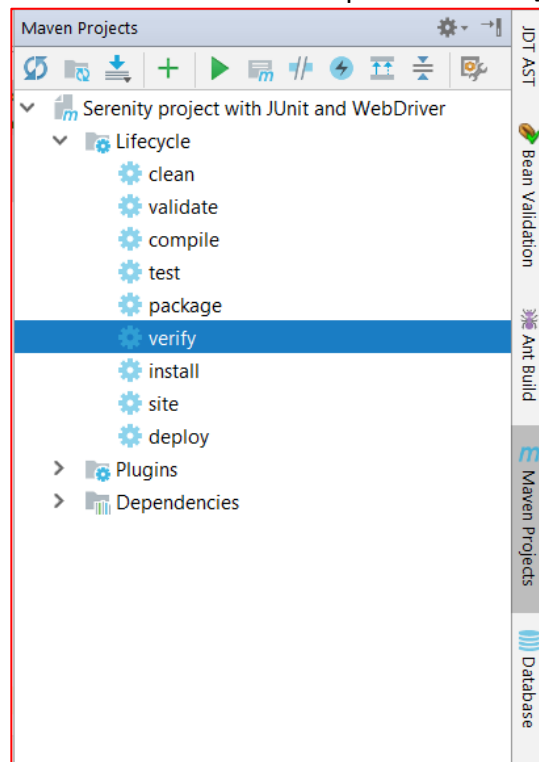 Maven Projects
Serenity project with JUnit and WebDriver
Lifecycle
clean
validate
compile
test
package
verify
install
site
deploy
Plugins
Dependencies
JDT AST
Bean Validation
Ant Build
Maven Projects
Database